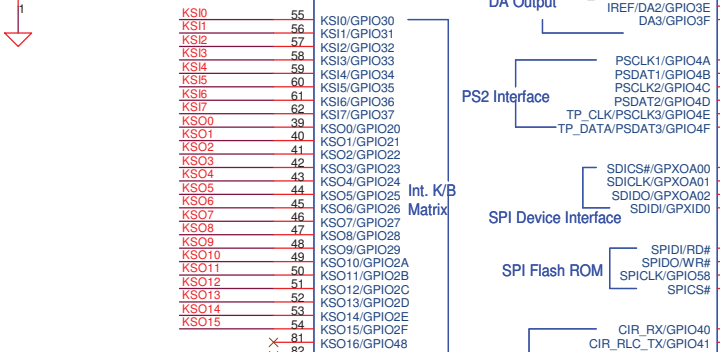 1
KSI0 55 KSI0/GPIO30
KSI1 56 KSI1/GPIO31
KSI2 57 KSI2/GPIO32
KSI3 58 KSI3/GPIO33
KSI4 59 KSI4/GPIO34
KSI5 60 KSI5/GPIO35
KSI6 61 KSI6/GPIO36
KSI7 62 KSI7/GPIO37
KSO0 39 KSO0/GPIO20
KSO1 40 KSO1/GPIO21
KSO2 41 KSO2/GPIO22
KSO3 42 KSO3/GPIO23
KSO4 43 KSO4/GPIO24
KSO5 44 KSO5/GPIO25
KSO6 45 KSO6/GPIO26
KSO7 46 KSO7/GPIO27
KSO8 47 KSO8/GPIO28
KSO9 48 KSO9/GPIO29
KSO10 49 KSO10/GPIO2A
KSO11 50 KSO11/GPIO2B
KSO12 51 KSO12/GPIO2C
KSO13 52 KSO13/GPIO2D
KSO14 53 KSO14/GPIO2E
KSO15 54 KSO15/GPIO2F
81 KSO16/GPIO48
82
Int. K/B
Matrix
DA Output
IREF/DA2/GPIO3E
DA3/GPIO3F
PS2 Interface
PSCLK1/GPIO4A
PSDAT1/GPIO4B
PSCLK2/GPIO4C
PSDAT2/GPIO4D
TP_CLK/PSCLK3/GPIO4E
TP_DATA/PSDAT3/GPIO4F
SDICS#/GPXOA00
SDICLK/GPXOA01
SDIDO/GPXOA02
SDIDI/GPXID0
SPI Device Interface
SPI Flash ROM
SPIDI/RD#
SPIDO/WR#
SPICLK/GPIO58
SPICS#
CIR_RX/GPIO40
CIR_RLC_TX/GPIO41